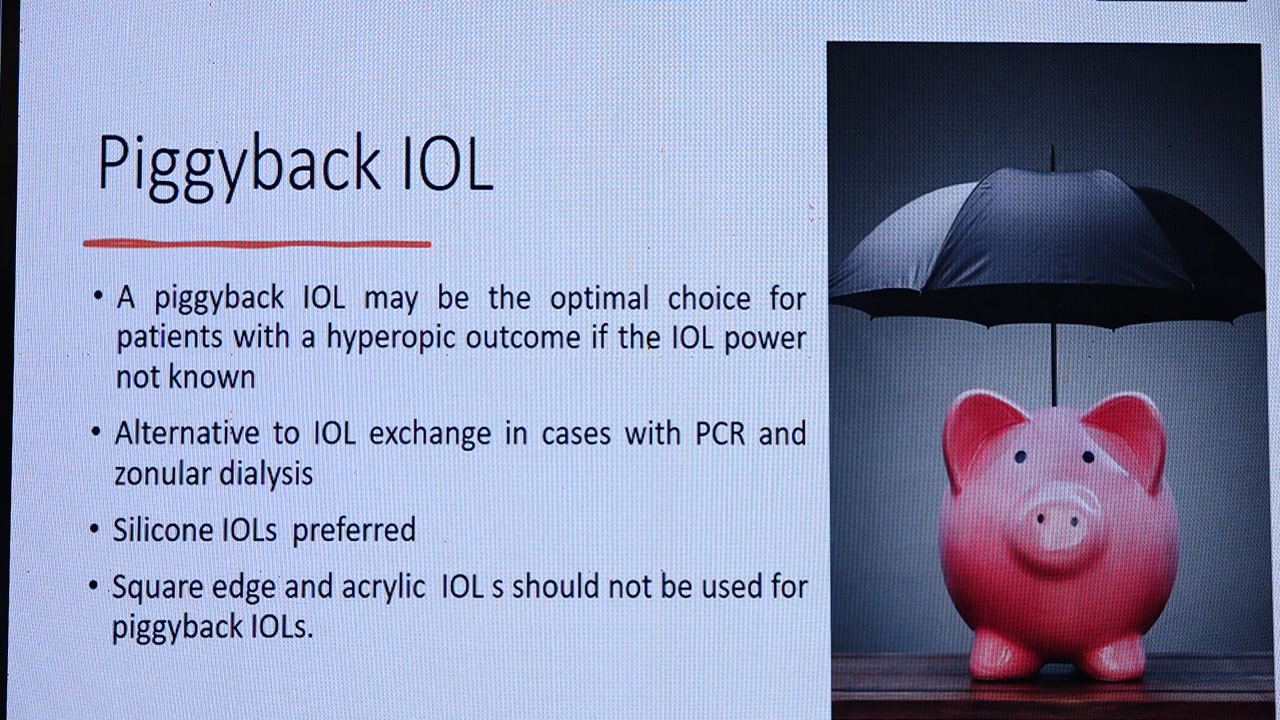 Piggyback IOL
• A piggyback IOL may be the optimal choice for
patients with a hyperopic outcome if the IOL power
not known
• Alternative to IOL exchange in cases with PCR and
zonular dialysis
• Silicone IOLs preferred
• Square edge and acrylic IOL s should not be used for
piggyback IOLs.